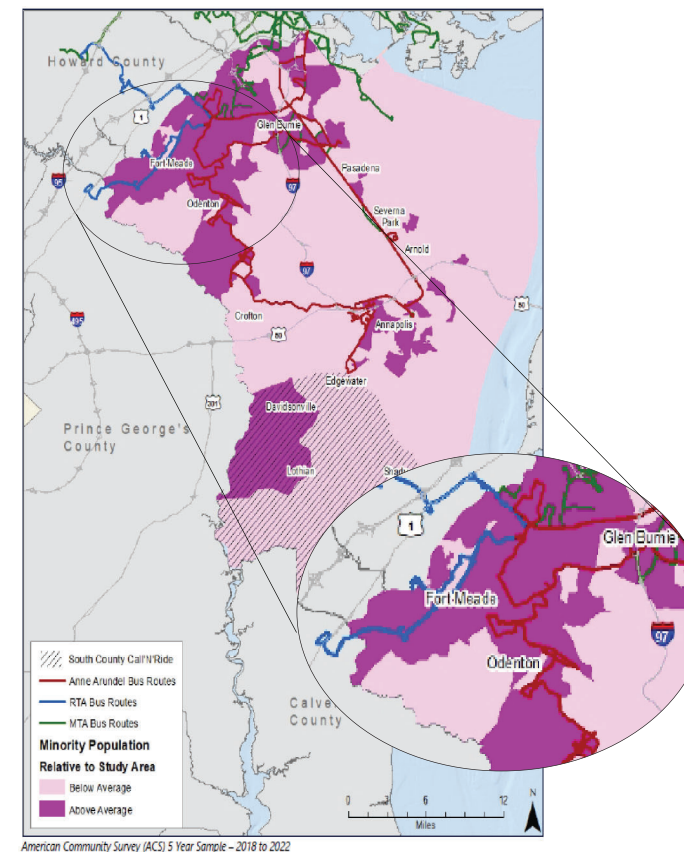 Howard County
1
Glen Burnie
Fort Meade
95
97
Pasadena
Odenton
Severna
Park
Arnold
97
50
495
Crofton
50
Annapolis
Edgewater
301
Davidsonville
Prince George's
County
Lothian
Shady
1
Glen Burnie
Fort Meade
97
Odenton
South County Call'N'Ride
Anne Arundel Bus Routes
RTA Bus Routes
MTA Bus Routes
Minority Population
Relative to Study Area
Below Average
Above Average
Calve
County
0 3 6 12
Miles
N
American Community Survey (ACS) 5 Year Sample – 2018 to 2022